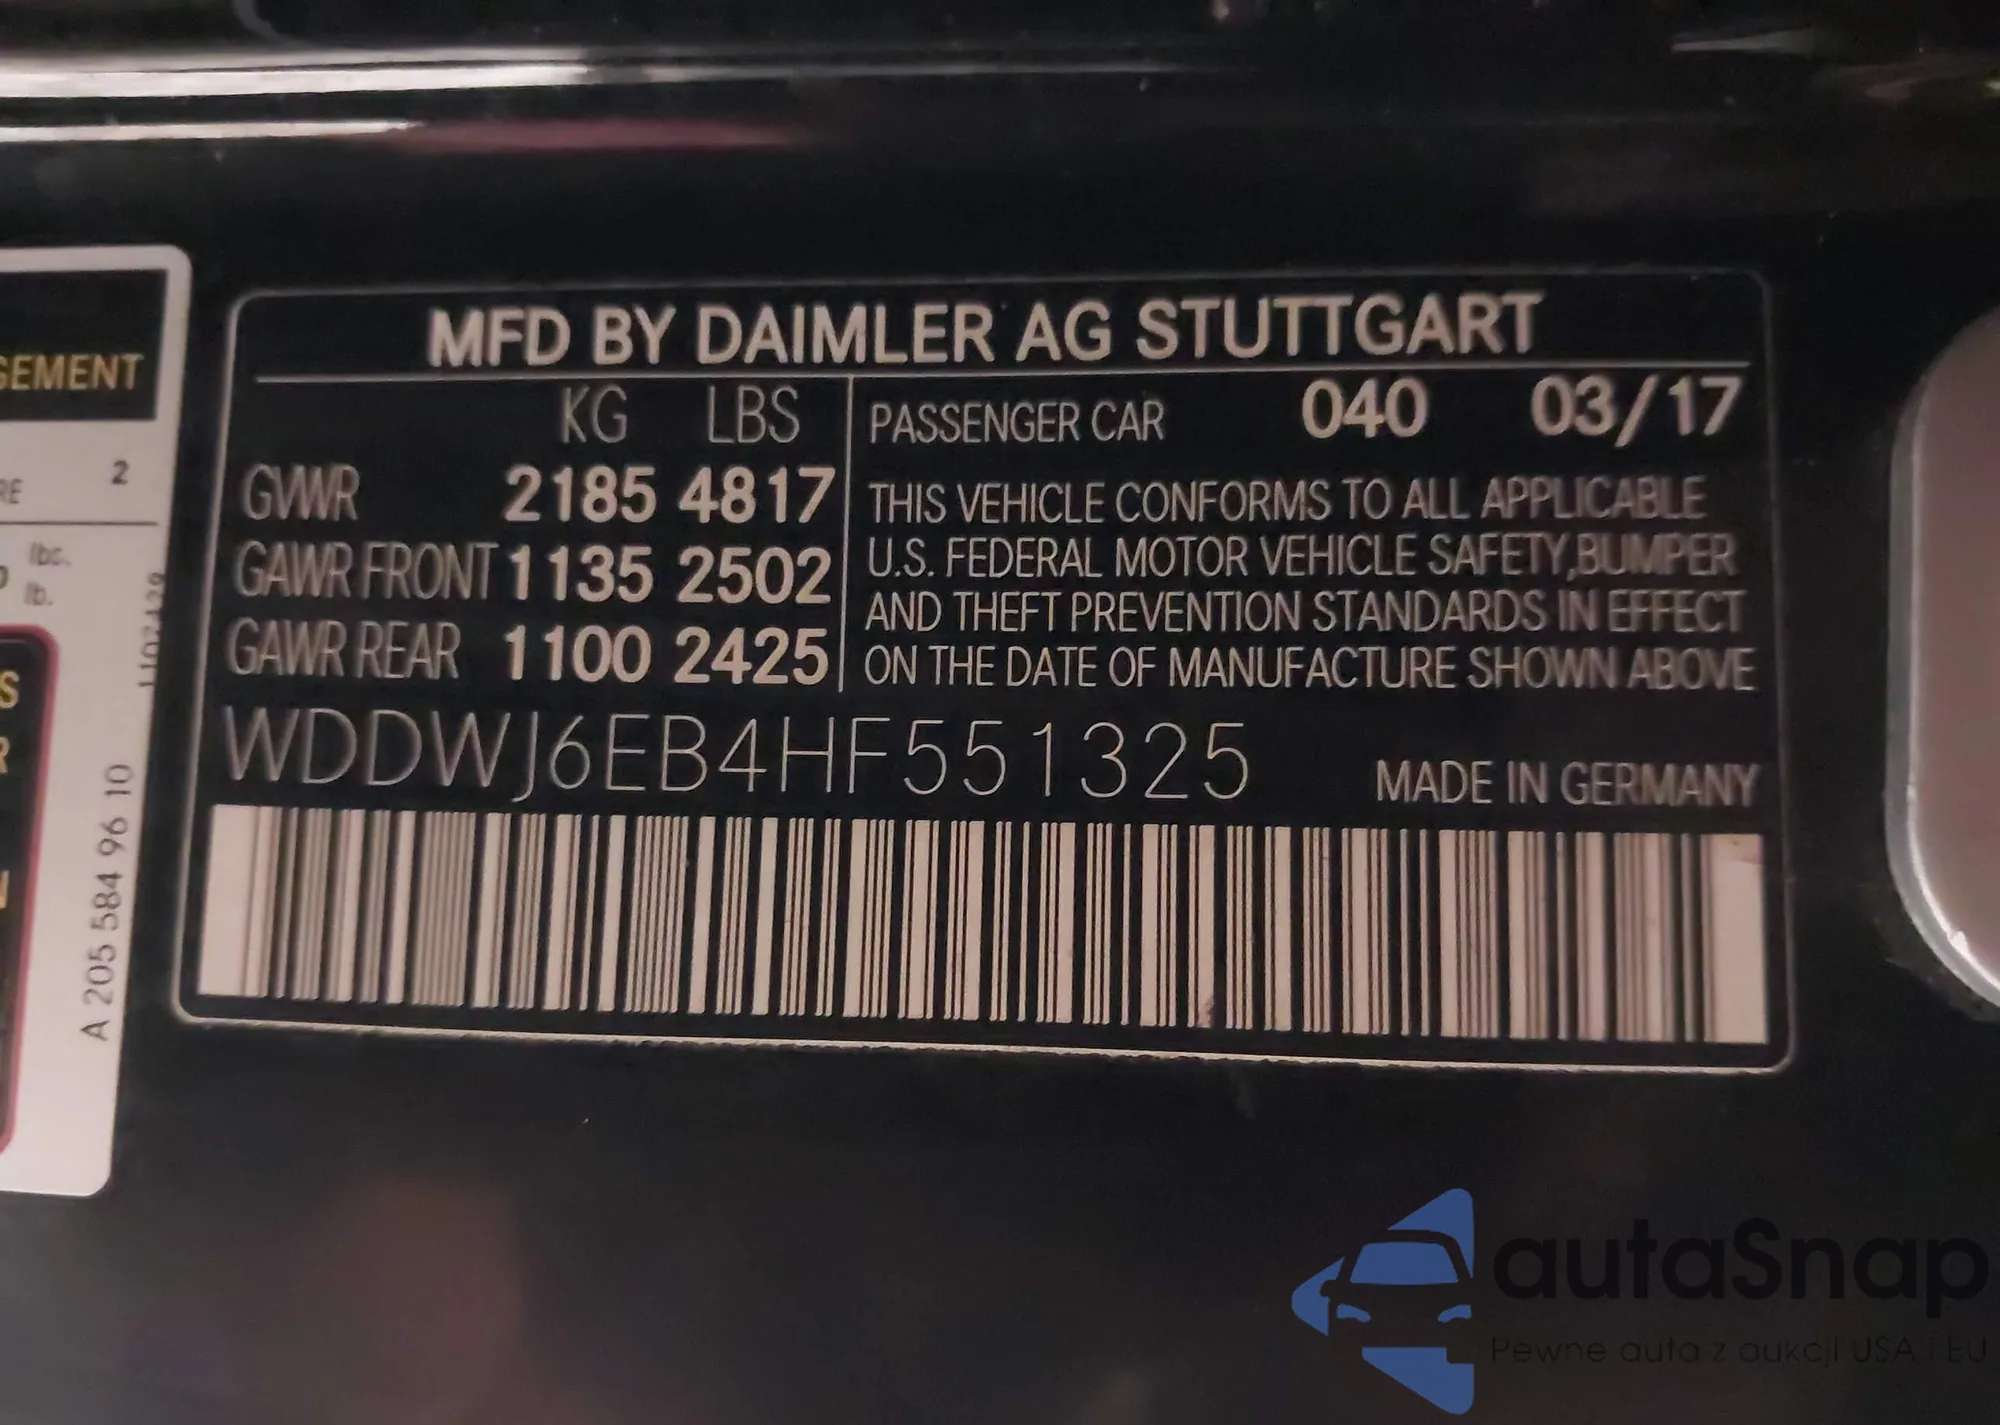 MFD BY DAIMLER AG STUTTGART
KG LBS
GVWR 2185 4817
GAWR FRONT 1135 2502
GAWR REAR 1100 2425
PASSENGER CAR 040 03/17
THIS VEHICLE CONFORMS TO ALL APPLICABLE
U.S. FEDERAL MOTOR VEHICLE SAFETY,BUMPER
AND THEFT PREVENTION STANDARDS IN EFFECT
ON THE DATE OF MANUFACTURE SHOWN ABOVE
WDDWJ6EB4HF551325
MADE IN GERMANY
2
lbs.
lb.
A 205 584 96 10
autaSnap
Pewne auta z aukcji USA i EU